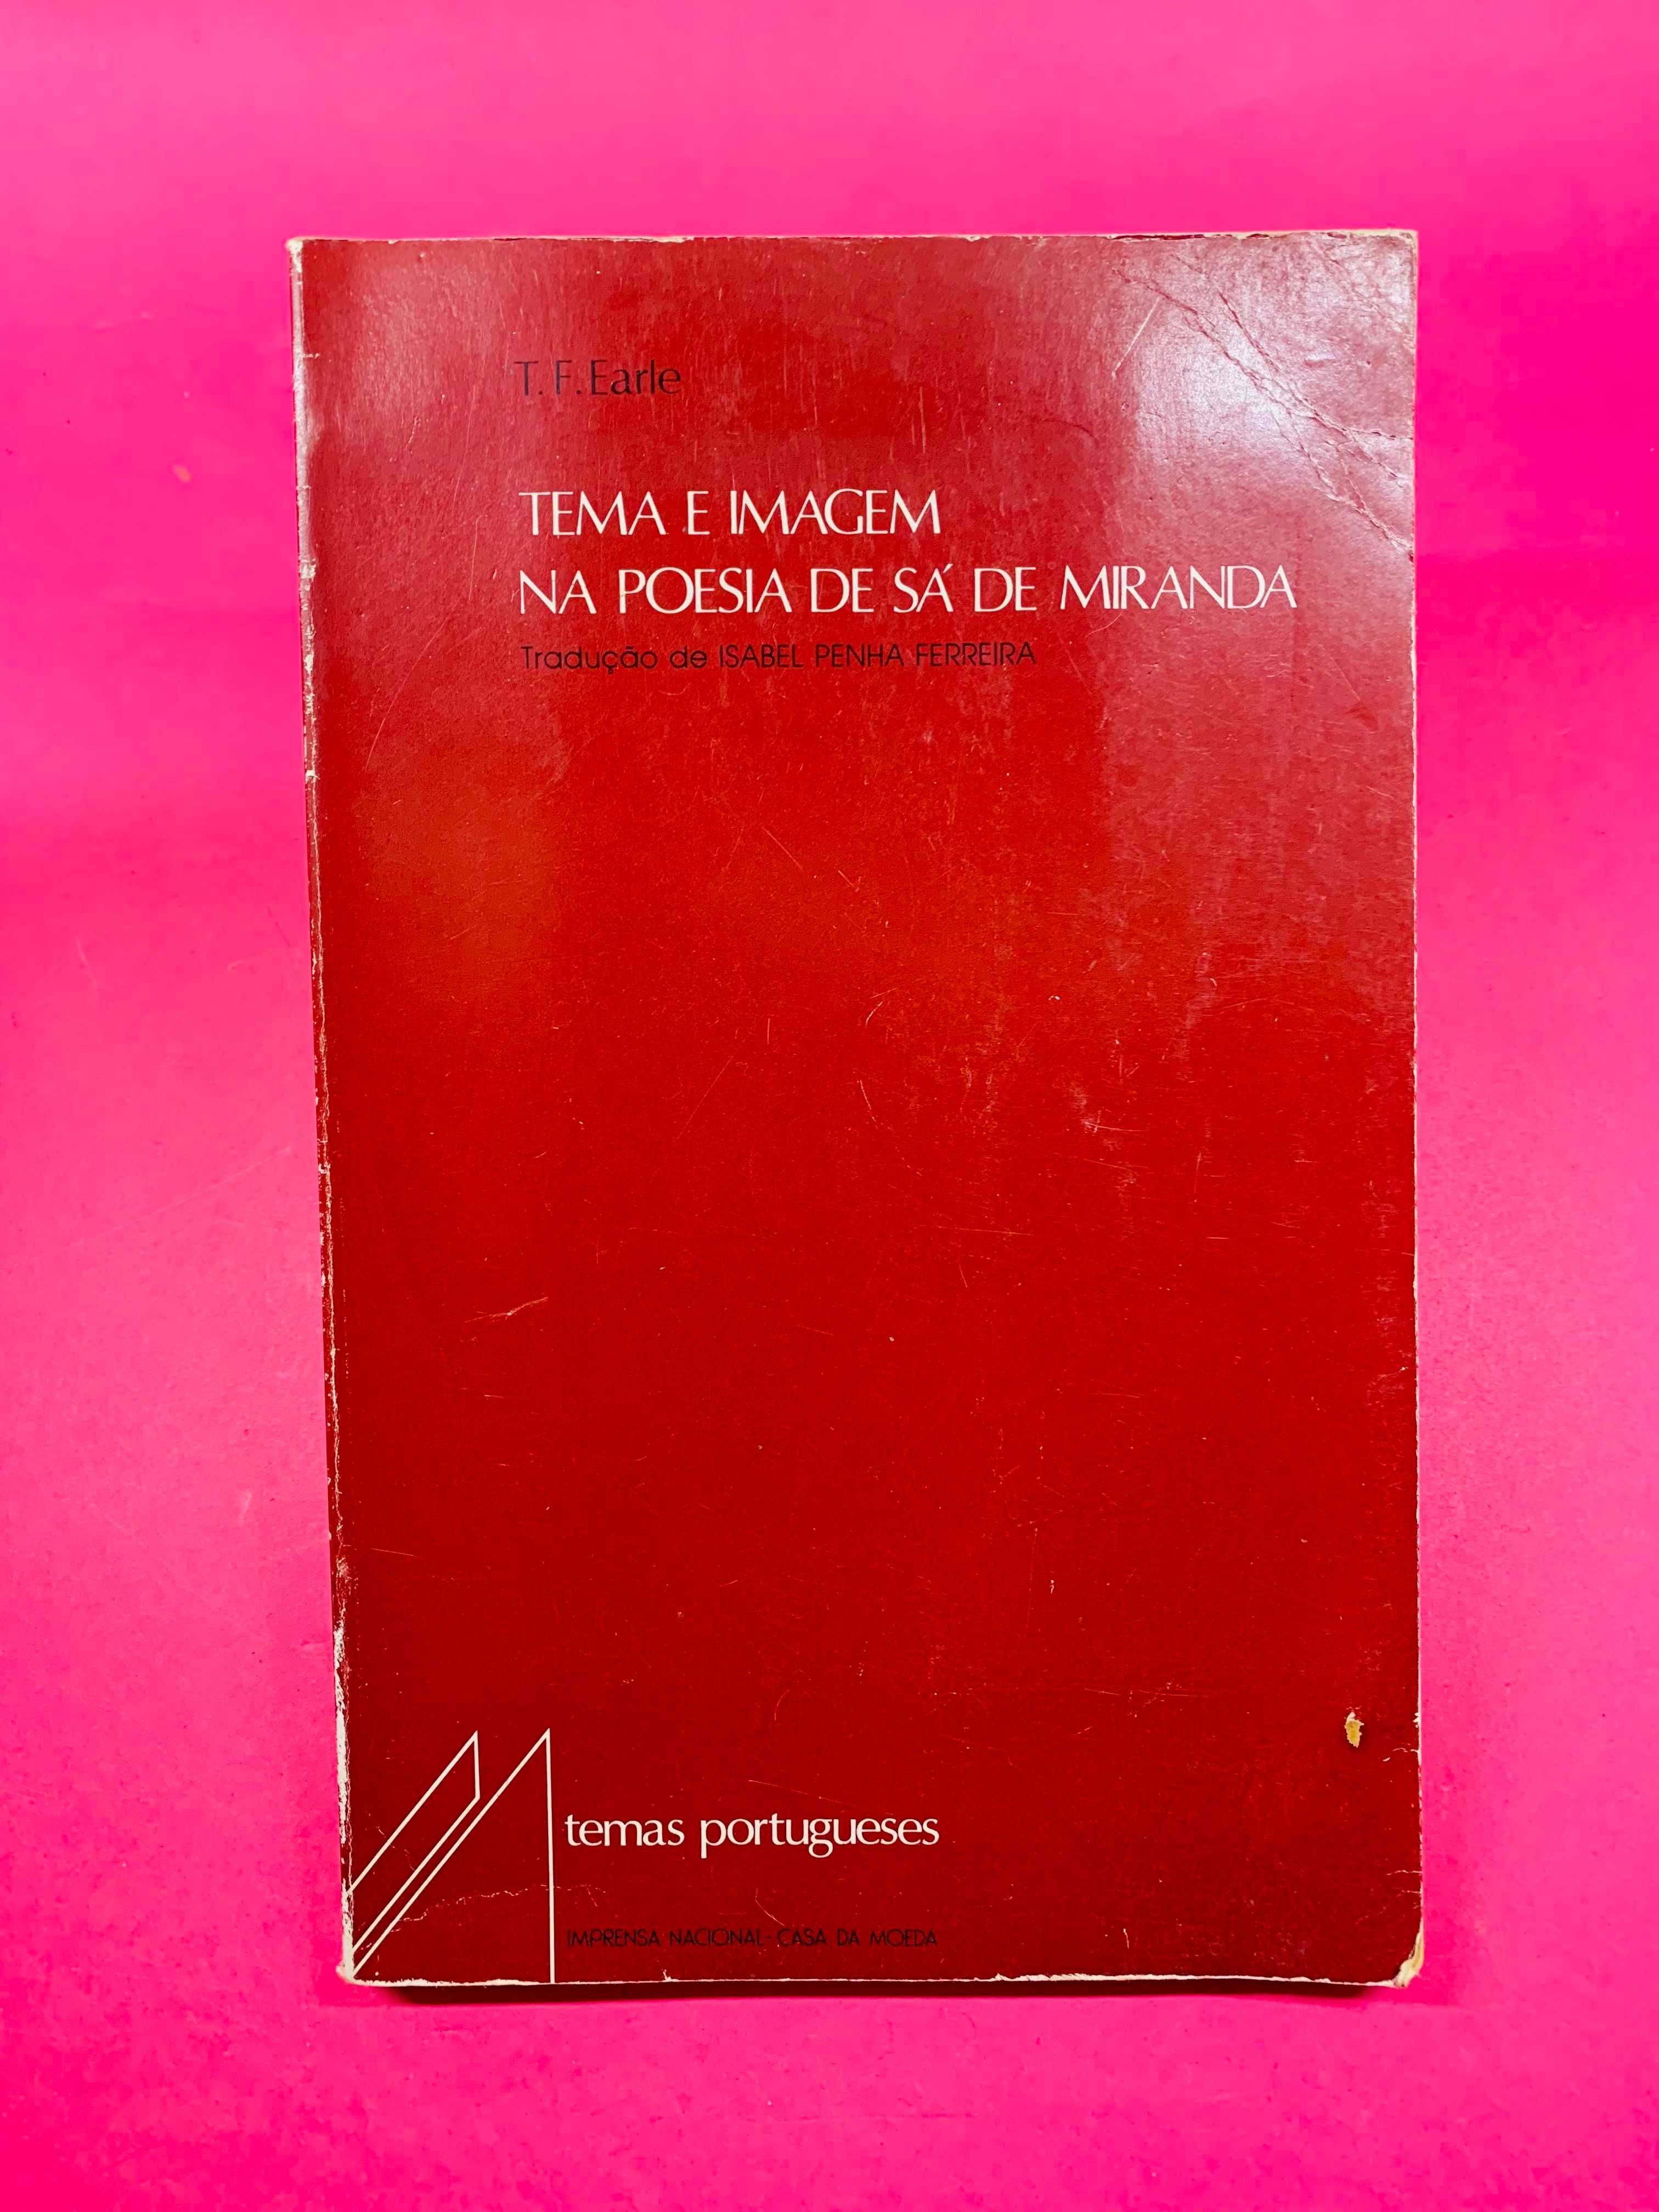 T. F. Earle
TEMA E IMAGEM
NA POESIA DE SÁ DE MIRANDA
Tradução de ISABEL PENHA FERREIRA
temas portugueses
IMPRENSA NACIONAL - CASA DA MOEDA